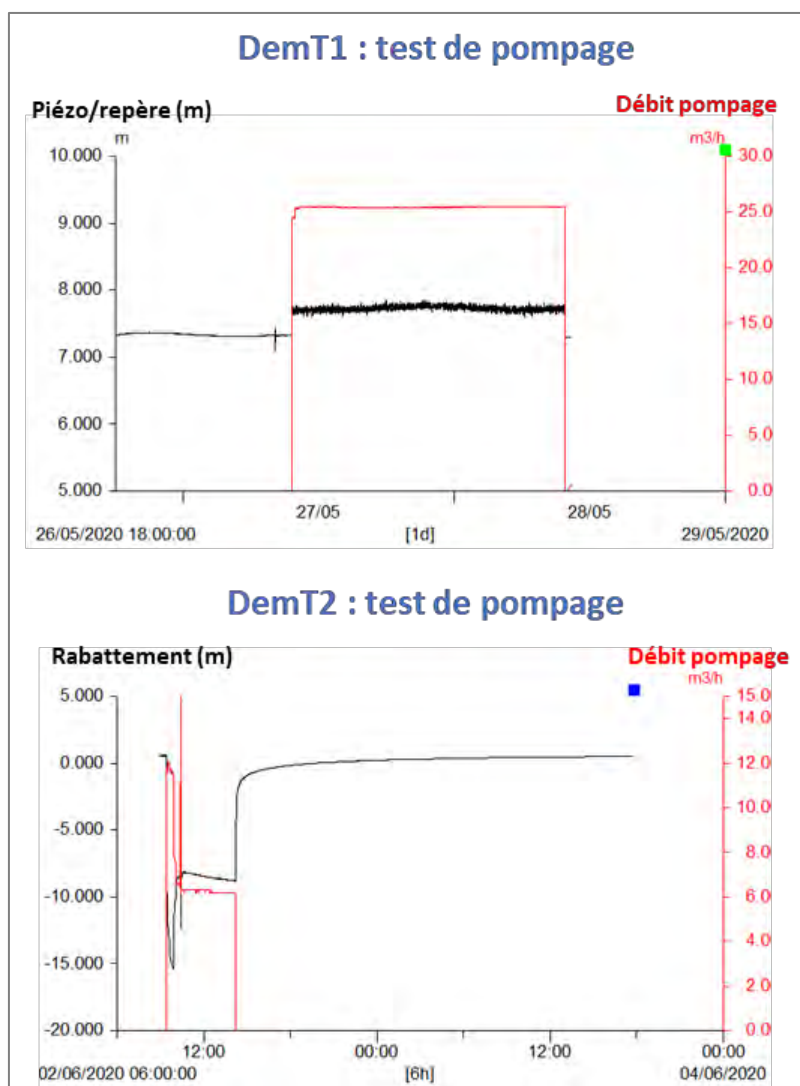 DemT1 : test de pompage
Piézo/repère (m) Débit pompage
m m3/h
10.000 30.0
9.000 25.0
8.000 20.0
7.000 15.0
6.000 10.0
5.0
5.000 0.0
27/05 28/05
26/05/2020 18:00:00 [1d] 29/05/2020
DemT2 : test de pompage
Rabattement (m) Débit pompage
m3/h
5.000 15.0
14.0
0.000 12.0
-5.000 10.0
8.0
-10.000 6.0
-15.000 4.0
2.0
-20.000 0.0
12:00 00:00 12:00 00:00
02/06/2020 06:00:00 [6h] 04/06/2020